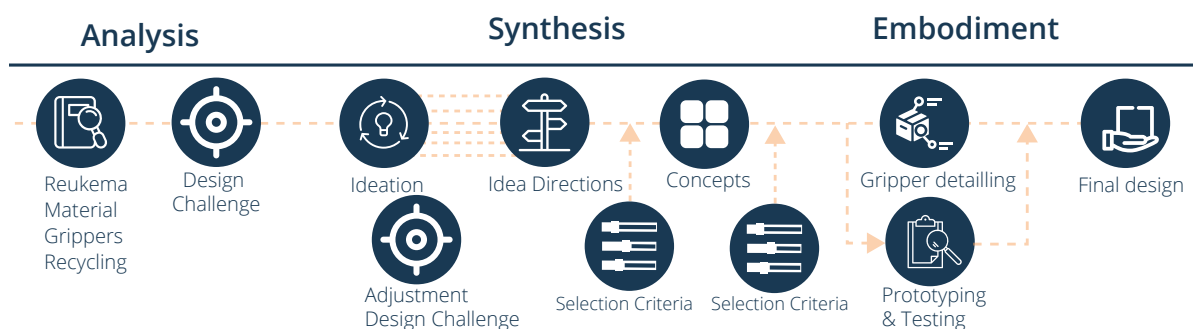 Analysis
Synthesis
Embodiment
Reukema
Material
Grippers
Recycling
Design
Challenge
Ideation
Adjustment
Design Challenge
Idea Directions
Selection Criteria
Concepts
Selection Criteria
Gripper detailling
Prototyping
& Testing
Final design